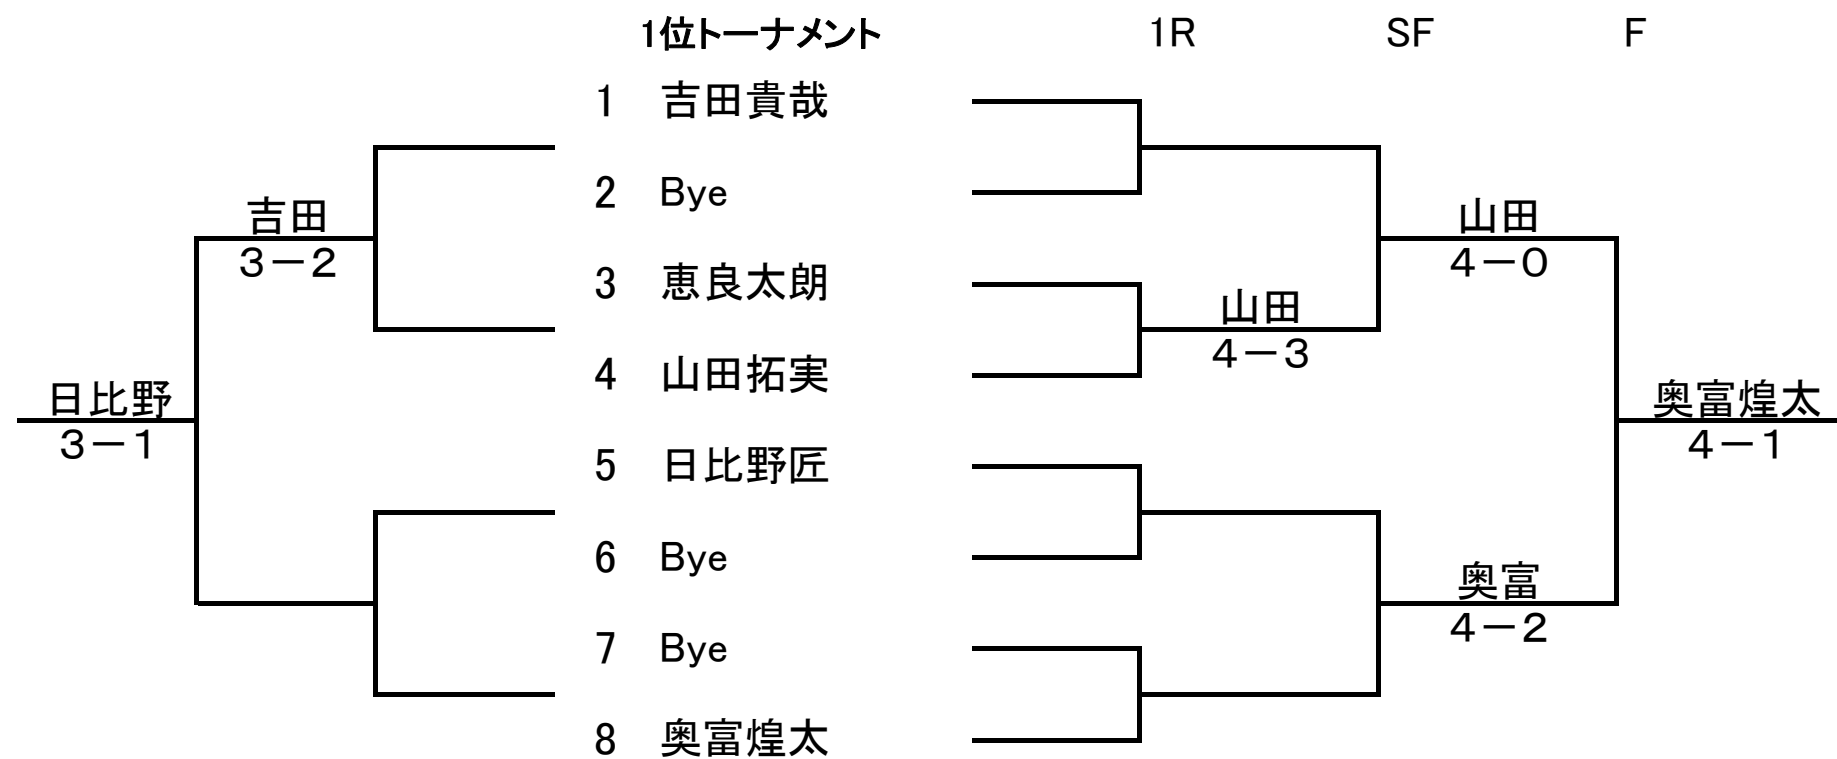 1位トーナメント 1R SF F
1 吉田貴哉
2 Bye
吉田
3－2
山田
4－0
3 恵良太朗
山田
4－3
4 山田拓実
日比野
3－1
奥富煌太
4－1
5 日比野匠
6 Bye
奥富
4－2
7 Bye
8 奥富煌太